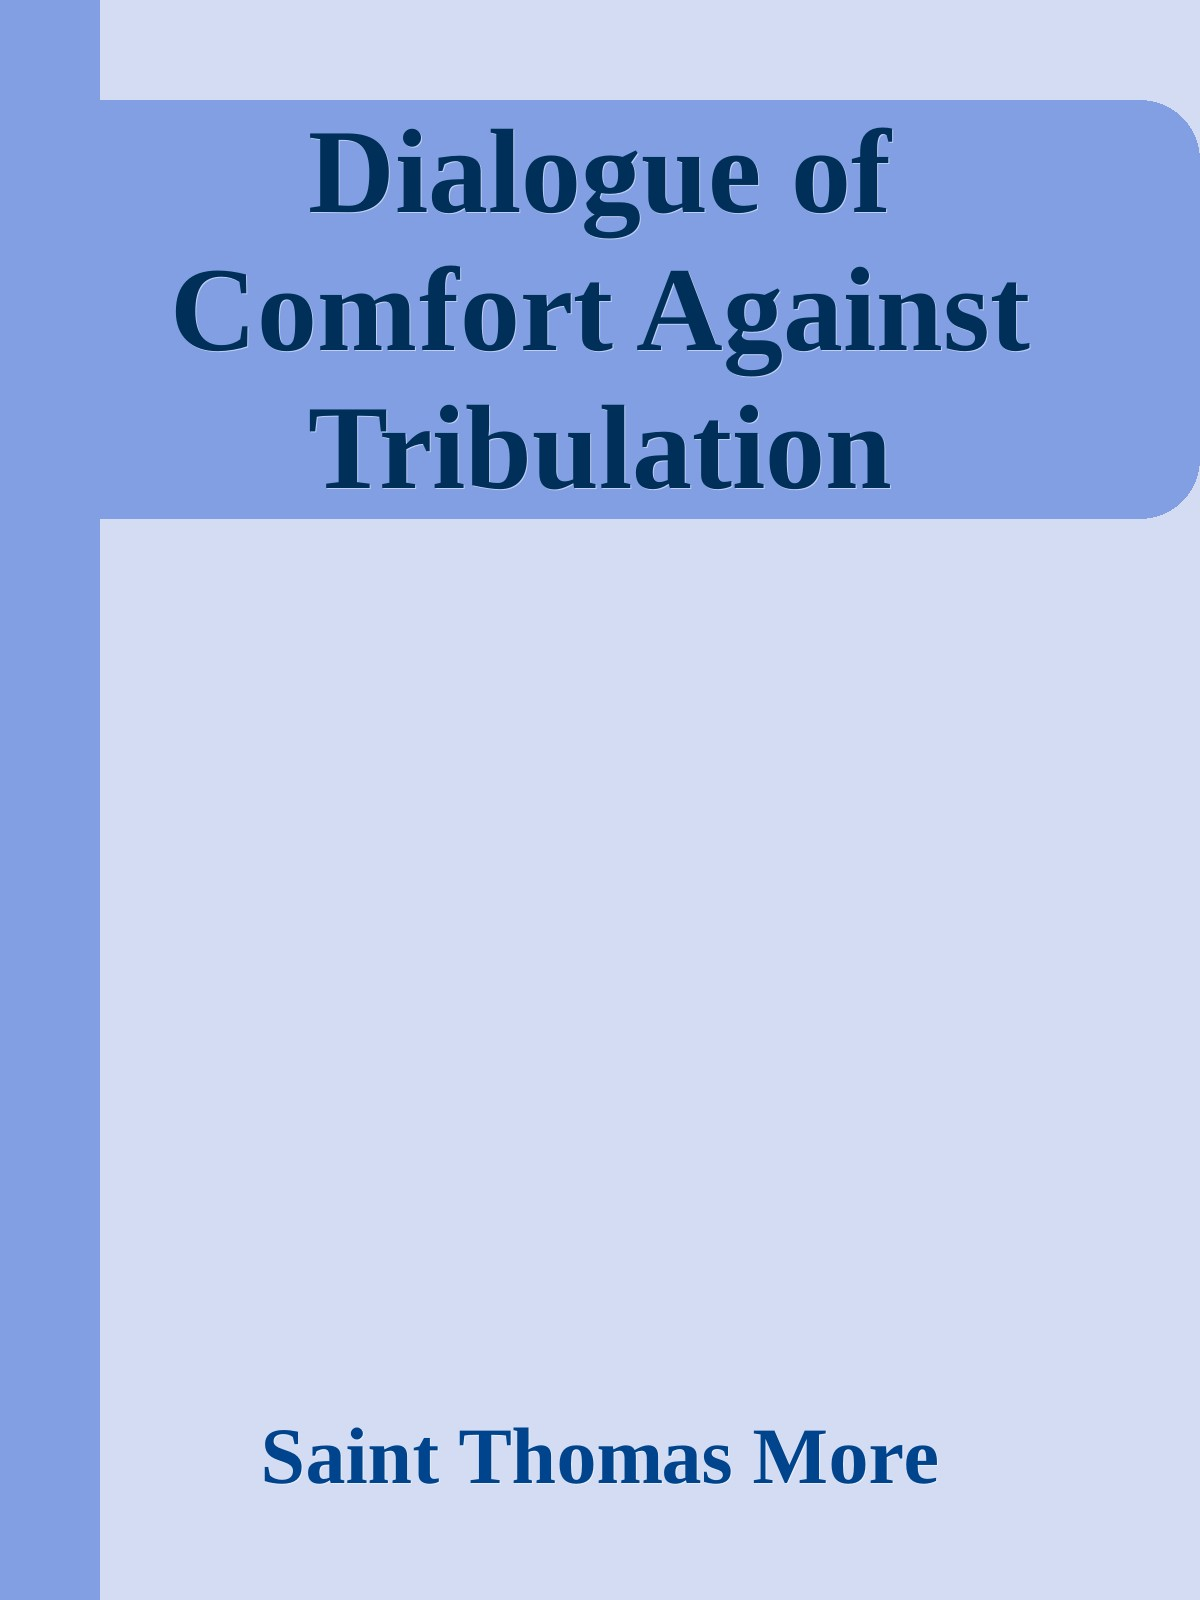 Dialogue of
Comfort Against
Tribulation
Saint Thomas More